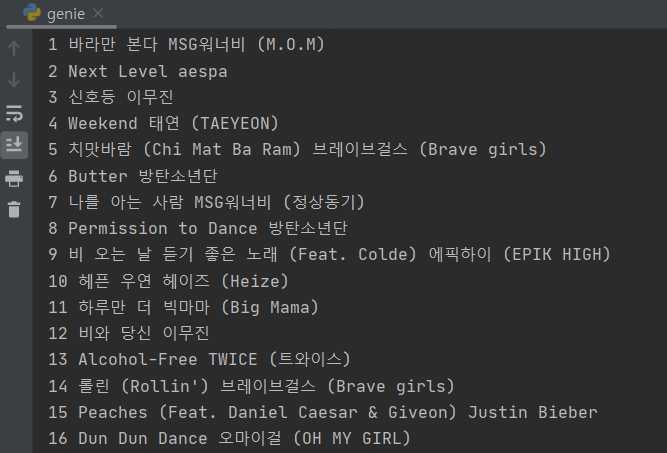 genie
1 바라만 본다 MSG워너비 (M.O.M)
2 Next Level aespa
3 신호등 이무진
4 Weekend 태연 (TAEYEON)
5 치맛바람 (Chi Mat Ba Ram) 브레이브걸스 (Brave girls)
6 Butter 방탄소년단
7 나를 아는 사람 MSG워너비 (정상동기)
8 Permission to Dance 방탄소년단
9 비 오는 날 듣기 좋은 노래 (Feat. Colde) 에픽하이 (EPIK HIGH)
10 헤픈 우연 헤이즈 (Heize)
11 하루만 더 빅마마 (Big Mama)
12 비와 당신 이무진
13 Alcohol-Free TWICE (트와이스)
14 롤린 (Rollin') 브레이브걸스 (Brave girls)
15 Peaches (Feat. Daniel Caesar & Giveon) Justin Bieber
16 Dun Dun Dance 오마이걸 (OH MY GIRL)